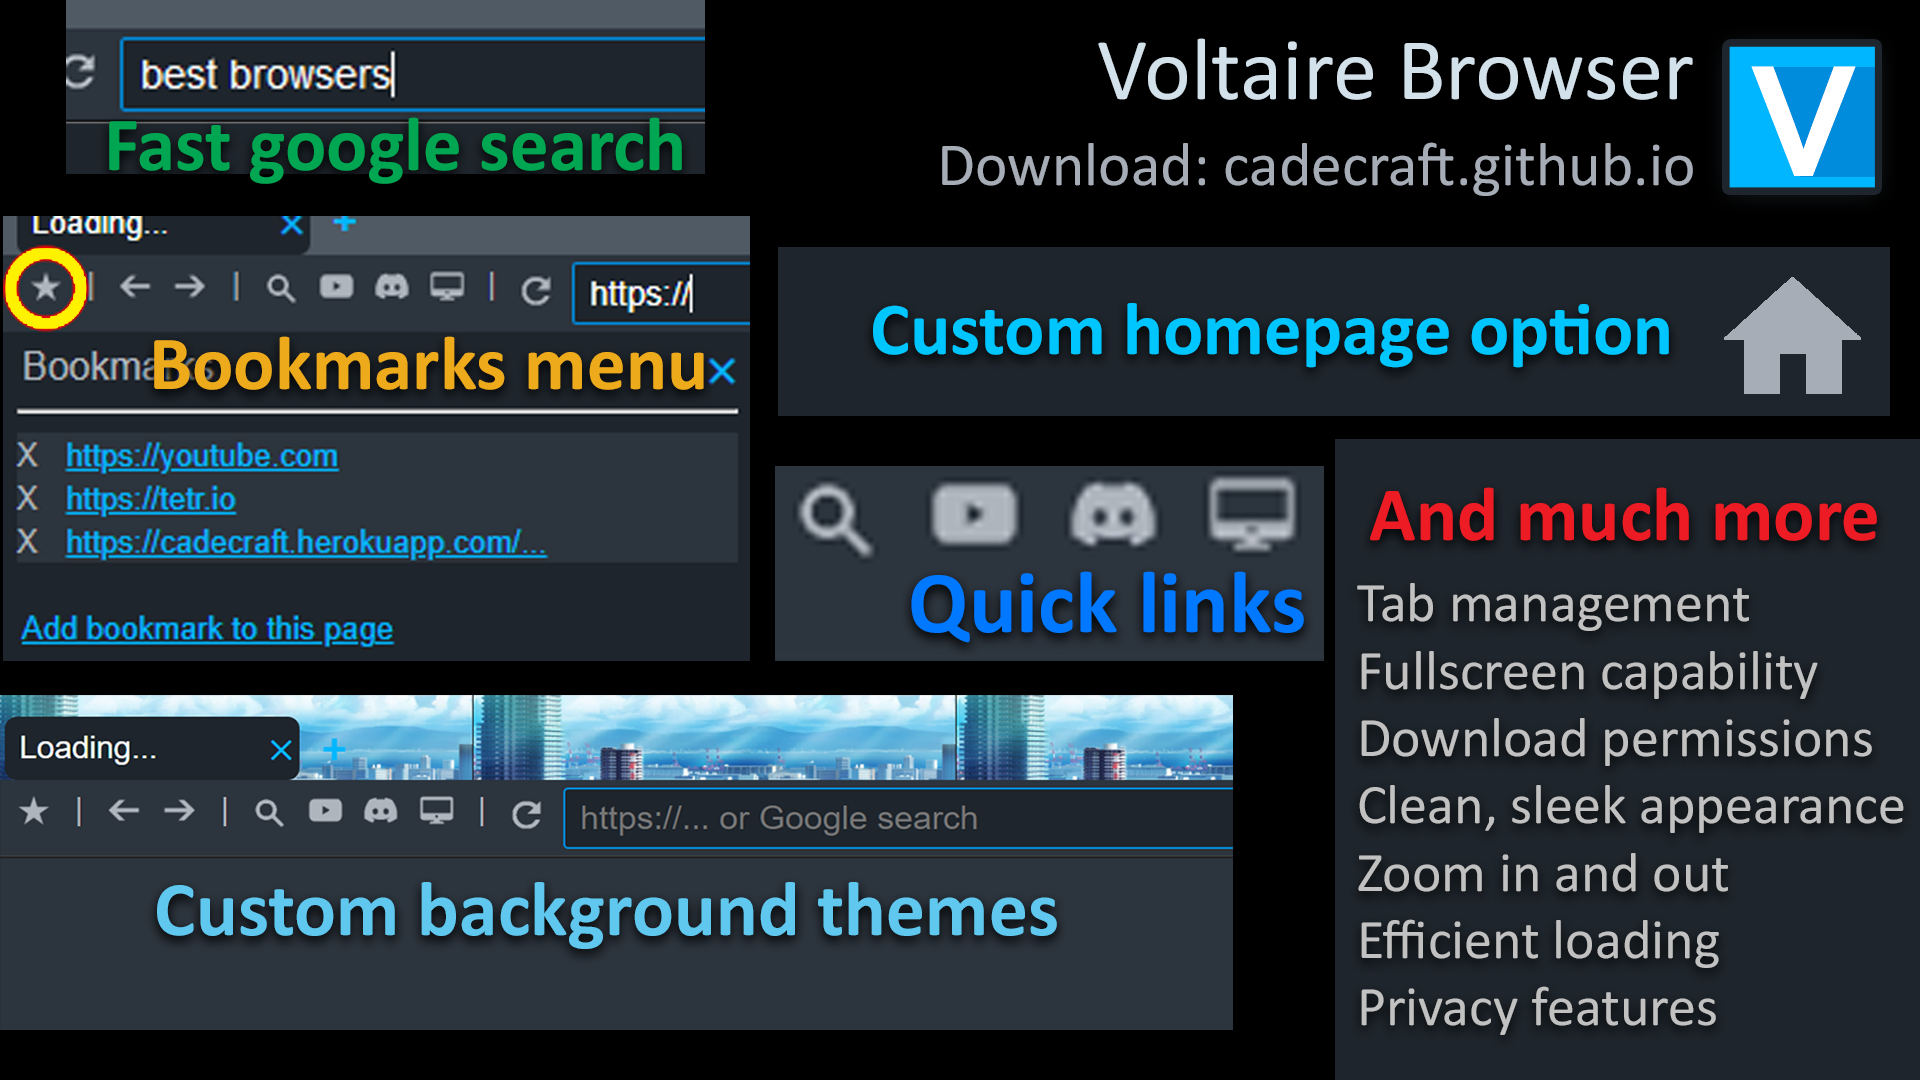 best browsers
Fast google search
Voltaire Browser
Download: cadecraft.github.io
V
Loading...
https://
Bookmarks
Bookmarks menu
X https://youtube.com
X https://tetr.io
X https://cadecraft.herokuapp.com/...
Add bookmark to this page
Custom homepage option
Quick links
Loading...
https://... or Google search
Custom background themes
And much more
Tab management
Fullscreen capability
Download permissions
Clean, sleek appearance
Zoom in and out
Efficient loading
Privacy features